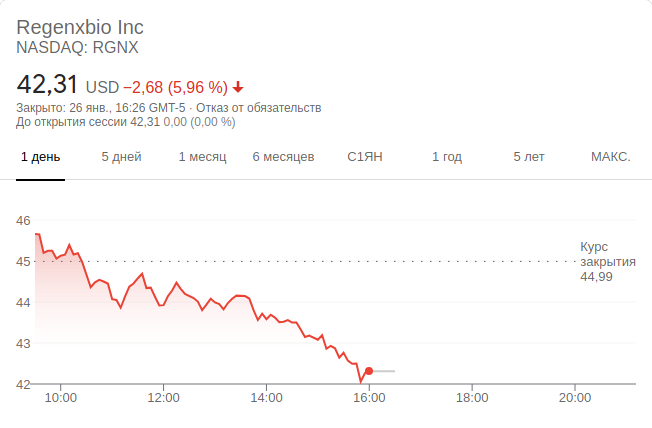 Regenxbio Inc
NASDAQ: RGNX
42,31 USD −2,68 (5,96 %)
Закрыто: 26 янв., 16:26 GMT-5 · Отказ от обязательств
До открытия сессии 42,31 0,00 (0,00 %)
1 день 5 дней 1 месяц 6 месяцев С1ЯН 1 год 5 лет МАКС.
46
Курс
45 закрытия
44,99
44
43
42
10:00 12:00 14:00 16:00 18:00 20:00